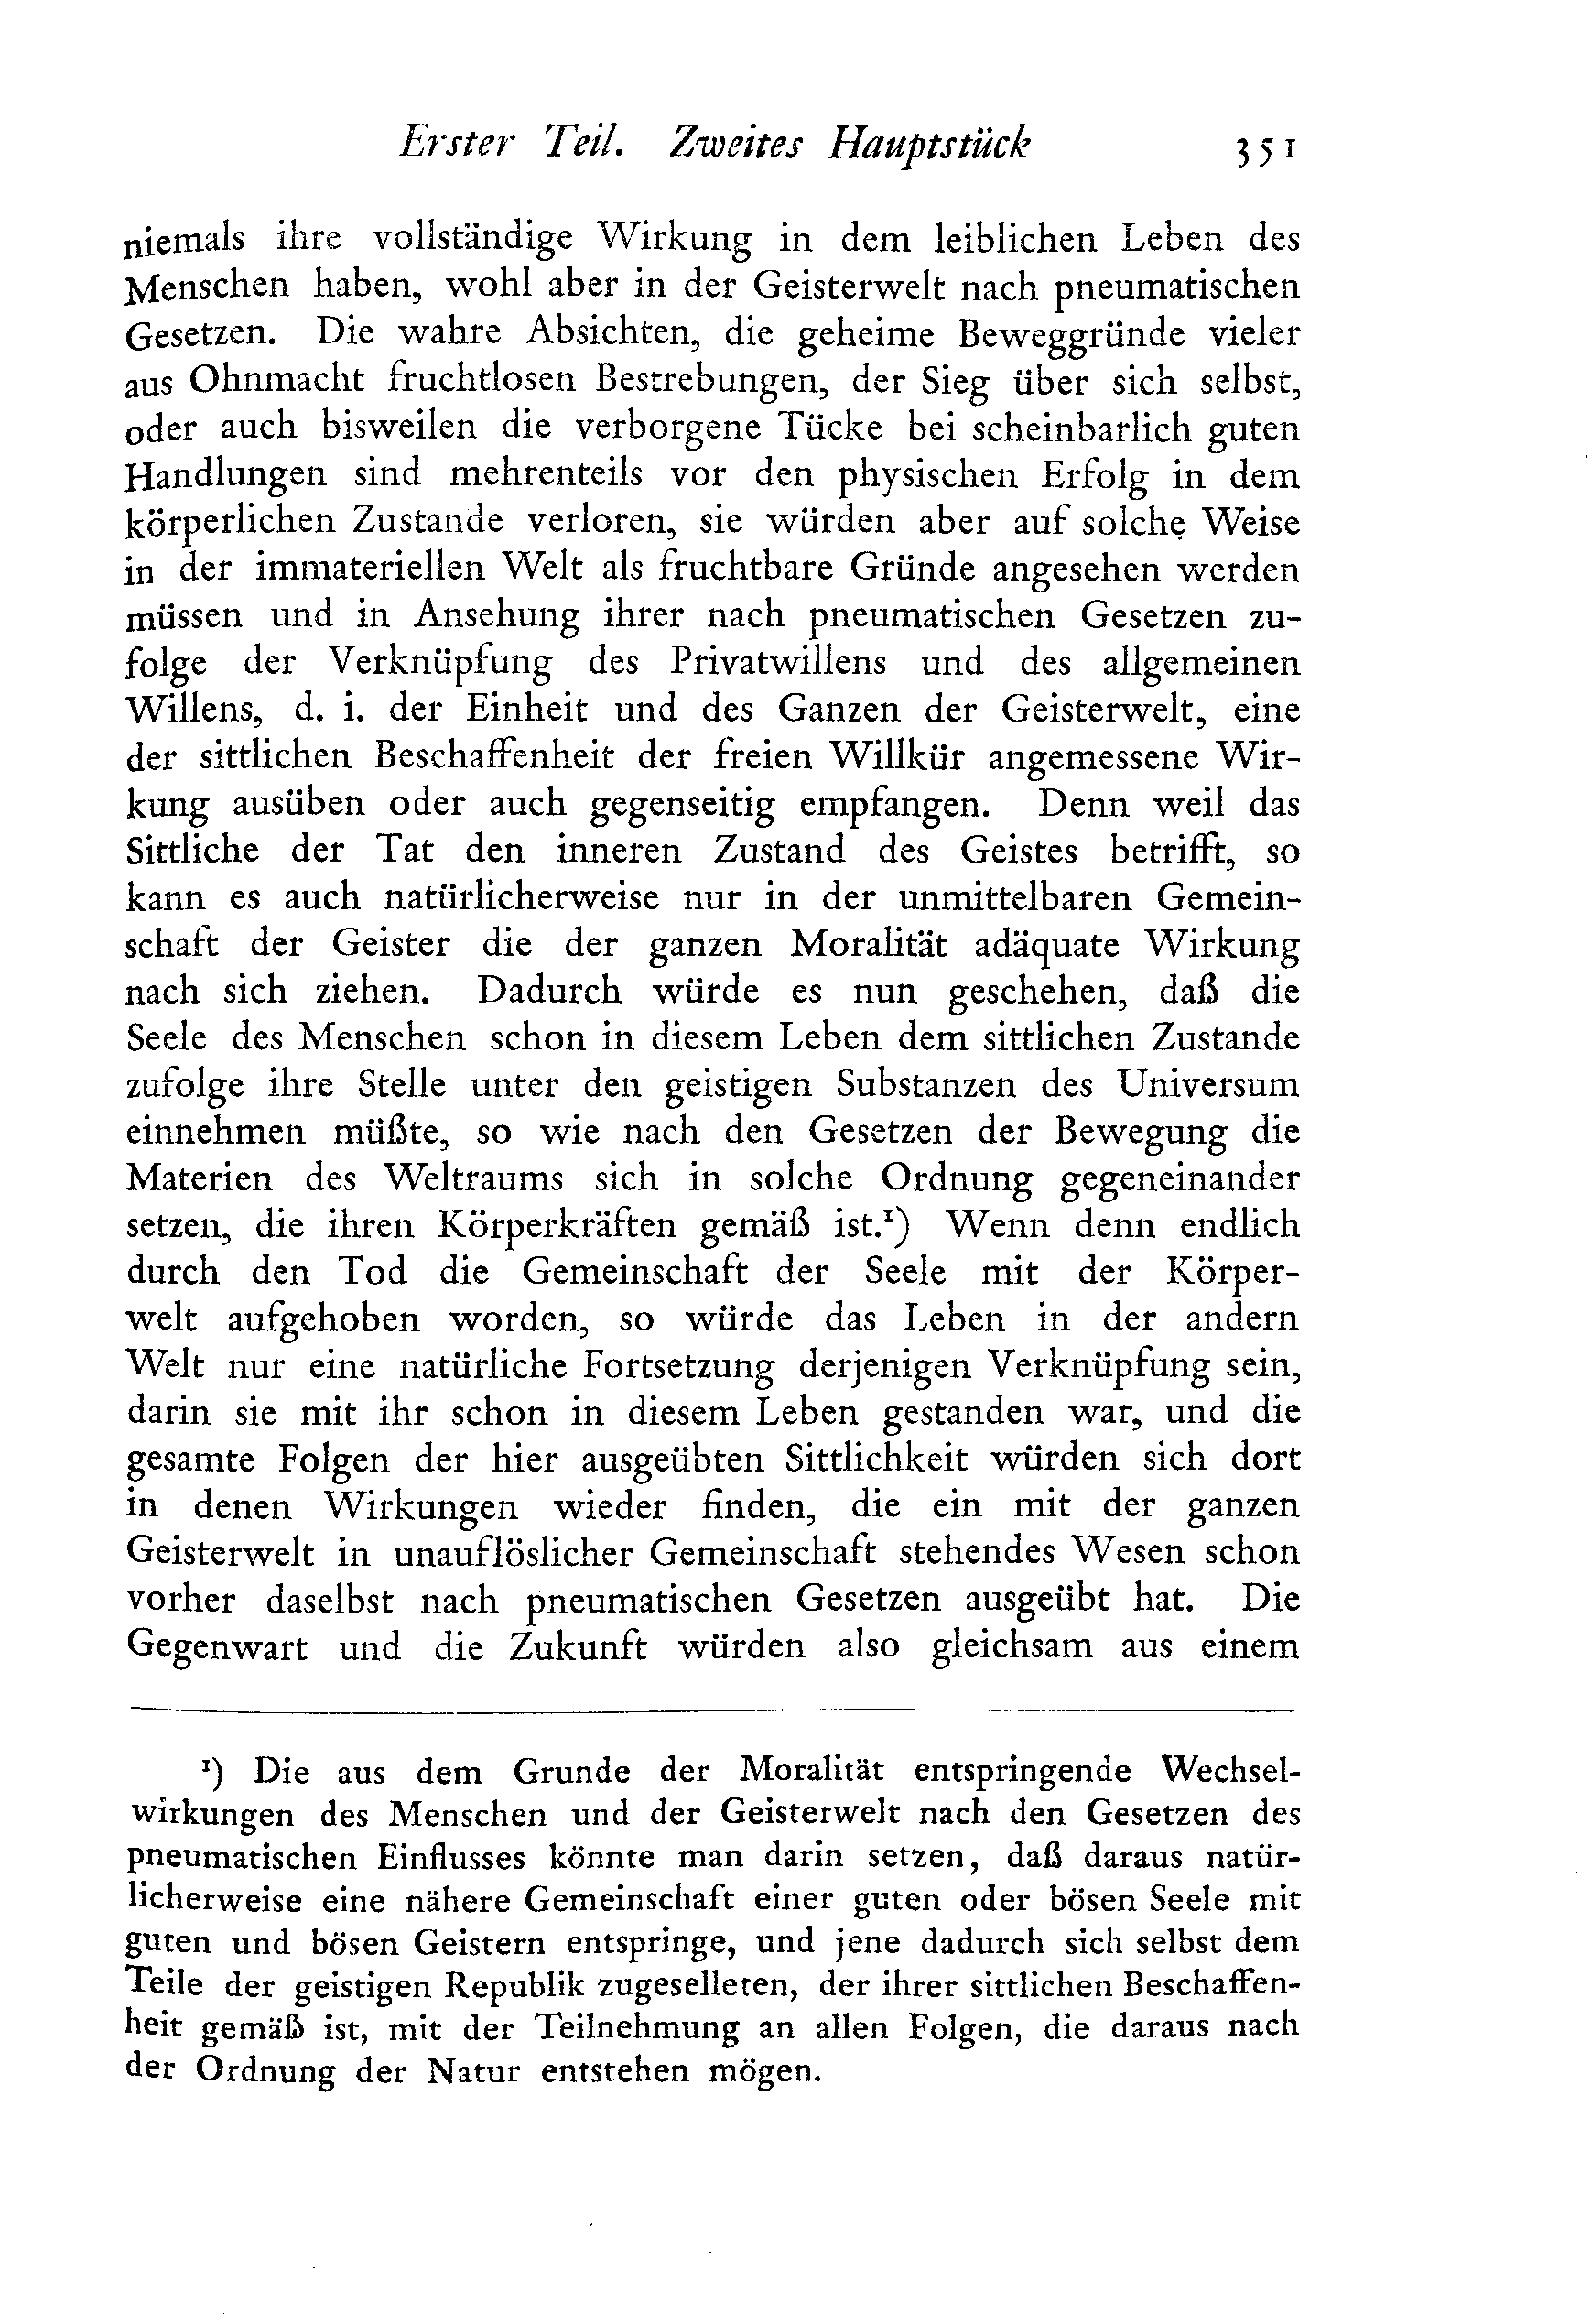 Erster Teil. Zweites Hauptstück 351
niemals ihre vollständige Wirkung in dem leiblichen Leben des
Menschen haben, wohl aber in der Geisterwelt nach pneumatischen
Gesetzen. Die wahre Absichten, die geheime Beweggründe vieler
aus Ohnmacht fruchtlosen Bestrebungen, der Sieg über sich selbst,
oder auch bisweilen die verborgene Tücke bei scheinbarlich guten
Handlungen sind mehrenteils vor den physischen Erfolg in dem
körperlichen Zustande verloren, sie würden aber auf solche Weise
in der immateriellen Welt als fruchtbare Gründe angesehen werden
müssen und in Ansehung ihrer nach pneumatischen Gesetzen zu-
folge der Verknüpfung des Privatwillens und des allgemeinen
Willens, d. i. der Einheit und des Ganzen der Geisterwelt, eine
der sittlichen Beschaffenheit der freien Willkür angemessene Wir-
kung ausüben oder auch gegenseitig empfangen. Denn weil das
Sittliche der Tat den inneren Zustand des Geistes betrifft, so
kann es auch natürlicherweise nur in der unmittelbaren Gemein-
schaft der Geister die der ganzen Moralität adäquate Wirkung
nach sich ziehen. Dadurch würde es nun geschehen, daß die
Seele des Menschen schon in diesem Leben dem sittlichen Zustande
zufolge ihre Stelle unter den geistigen Substanzen des Universum
einnehmen müßte, so wie nach den Gesetzen der Bewegung die
Materien des Weltraums sich in solche Ordnung gegeneinander
setzen, die ihren Körperkräften gemäß ist.¹) Wenn denn endlich
durch den Tod die Gemeinschaft der Seele mit der Körper-
welt aufgehoben worden, so würde das Leben in der andern
Welt nur eine natürliche Fortsetzung derjenigen Verknüpfung sein,
darin sie mit ihr schon in diesem Leben gestanden war, und die
gesamte Folgen der hier ausgeübten Sittlichkeit würden sich dort
in denen Wirkungen wieder finden, die ein mit der ganzen
Geisterwelt in unauflöslicher Gemeinschaft stehendes Wesen schon
vorher daselbst nach pneumatischen Gesetzen ausgeübt hat. Die
Gegenwart und die Zukunft würden also gleichsam aus einem
¹) Die aus dem Grunde der Moralität entspringende Wechsel-
wirkungen des Menschen und der Geisterwelt nach den Gesetzen des
pneumatischen Einflusses könnte man darin setzen, daß daraus natür-
licherweise eine nähere Gemeinschaft einer guten oder bösen Seele mit
guten und bösen Geistern entspringe, und jene dadurch sich selbst dem
Teile der geistigen Republik zugeselleten, der ihrer sittlichen Beschaffen-
heit gemäß ist, mit der Teilnehmung an allen Folgen, die daraus nach
der Ordnung der Natur entstehen mögen.